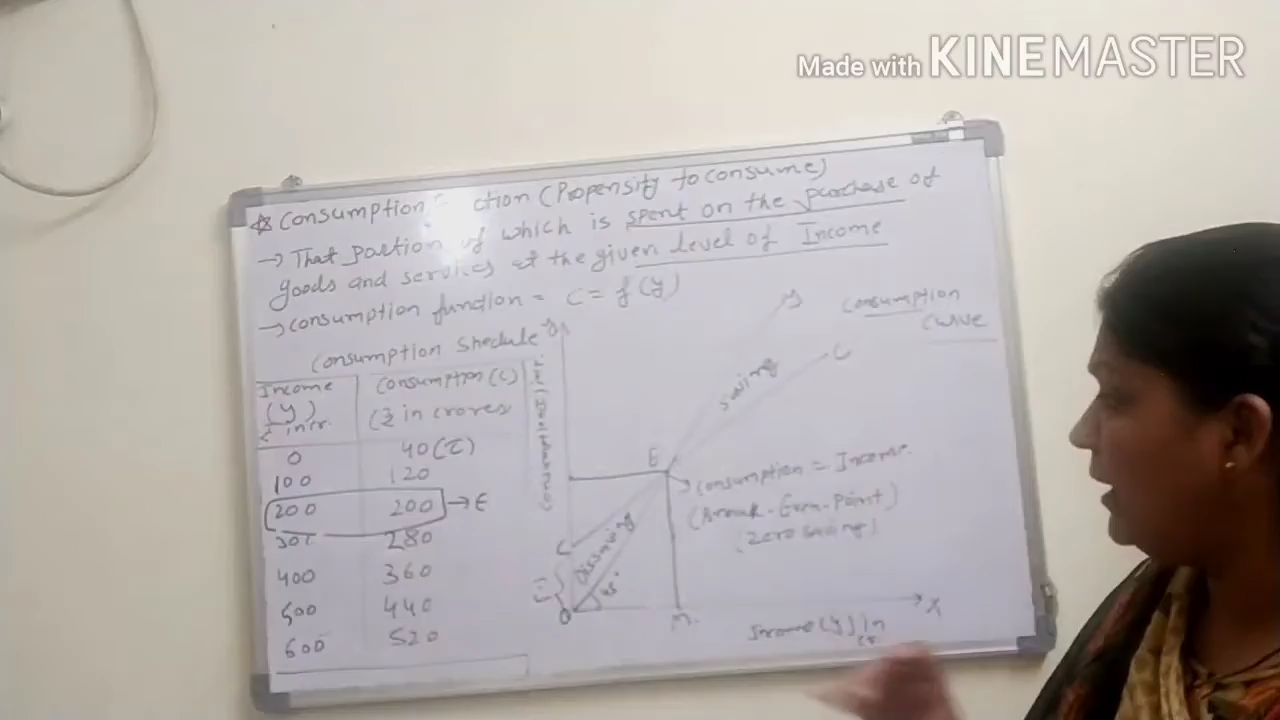 Made with KINEMASTER
☆ Consumption ction (Propensity to consume)
→ That portion of which is spent on the purchase of
goods and services at the given level of Income
→ consumption function = C = f (y)
Consumption Shedule
Income Consumption (C)
(Y) (₹ in crores
₹ in cr.
0 40 (C̄)
100 120
200 200 → E
300 280
400 360
500 440
600 520
y
Consumption
Curve
S
C
Saving
E
Consumption = Income.
(Break-Even-Point)
(Zero saving)
C
Dissaving
45°
O
M
X
Income (y) in
cr